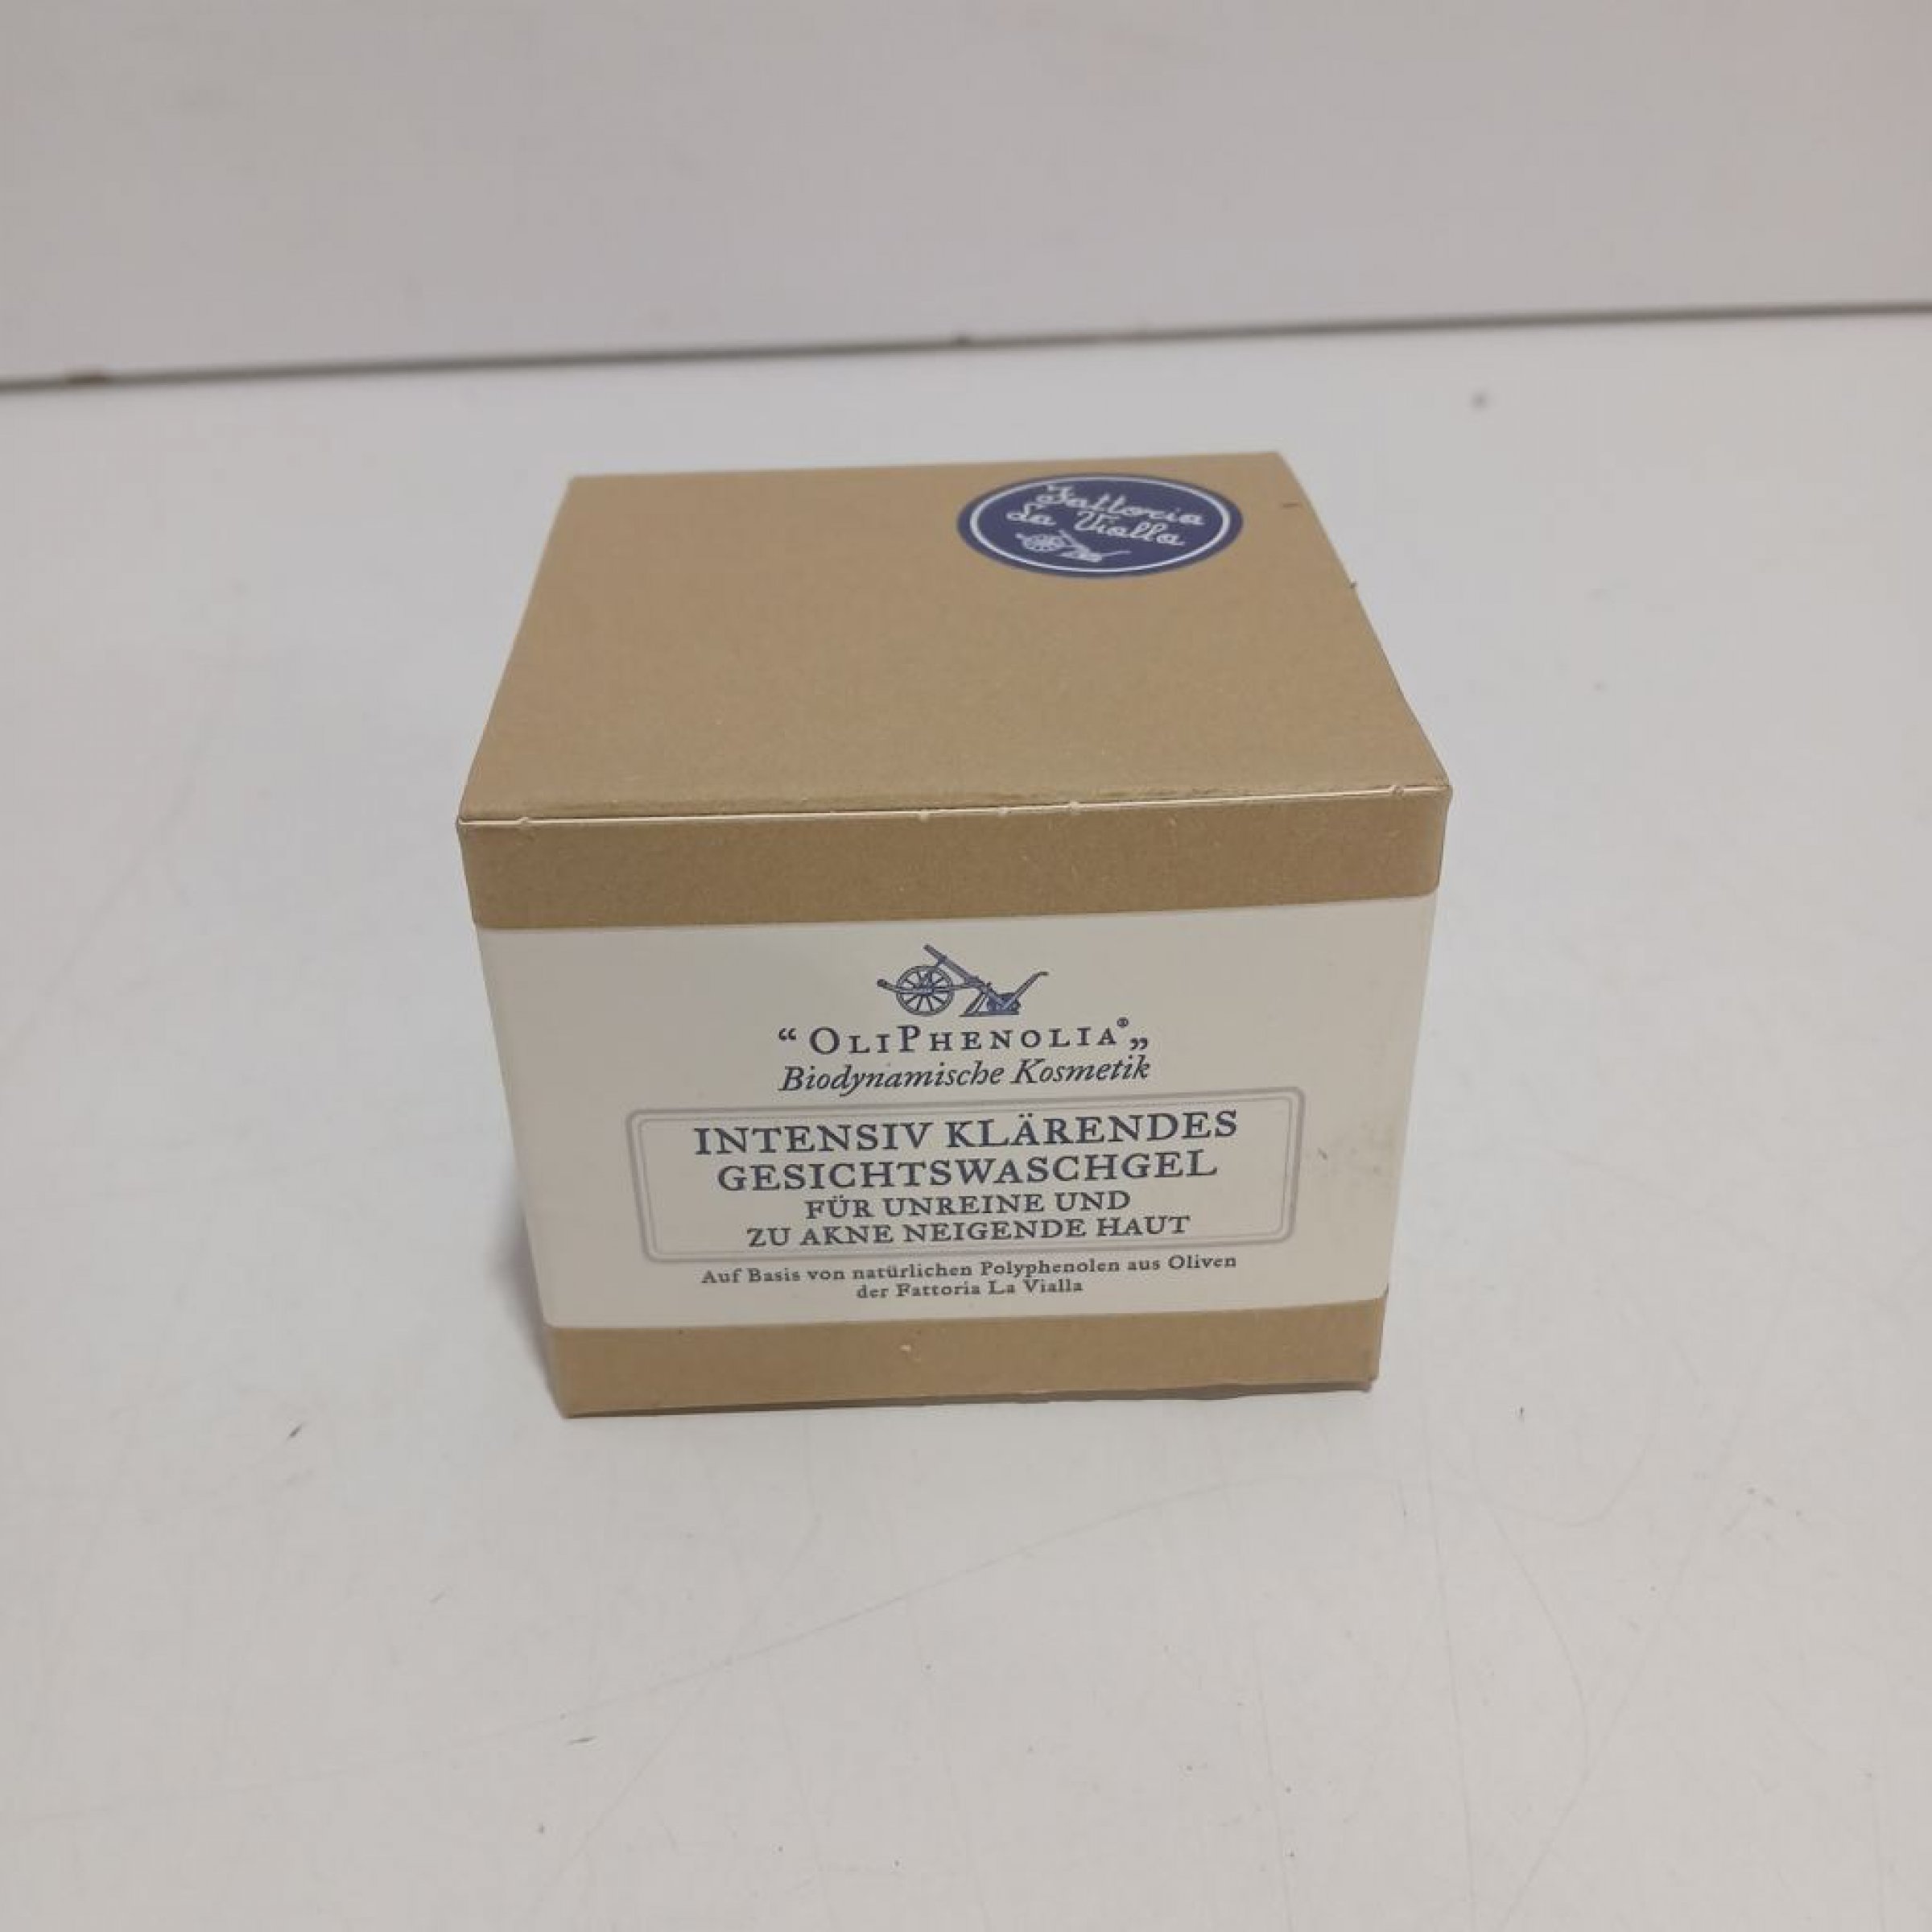 Fattoria
La Vialla
“OLIPHENOLIA®„
Biodynamische Kosmetik
INTENSIV KLÄRENDES
GESICHTSWASCHGEL
FÜR UNREINE UND
ZU AKNE NEIGENDE HAUT
Auf Basis von natürlichen Polyphenolen aus Oliven
der Fattoria La Vialla